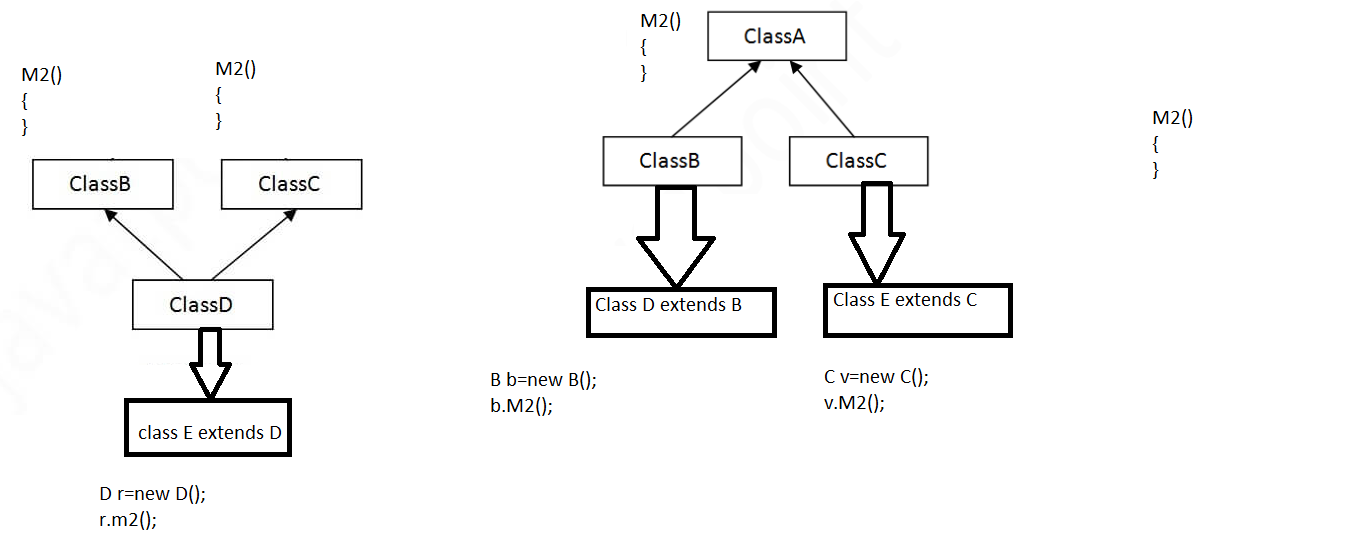 M2()
{
}
M2()
{
}
ClassB
ClassC
ClassD
class E extends D
D r=new D();
r.m2();
M2()
{
}
ClassA
ClassB
ClassC
Class D extends B
Class E extends C
B b=new B();
b.M2();
C v=new C();
v.M2();
M2()
{
}